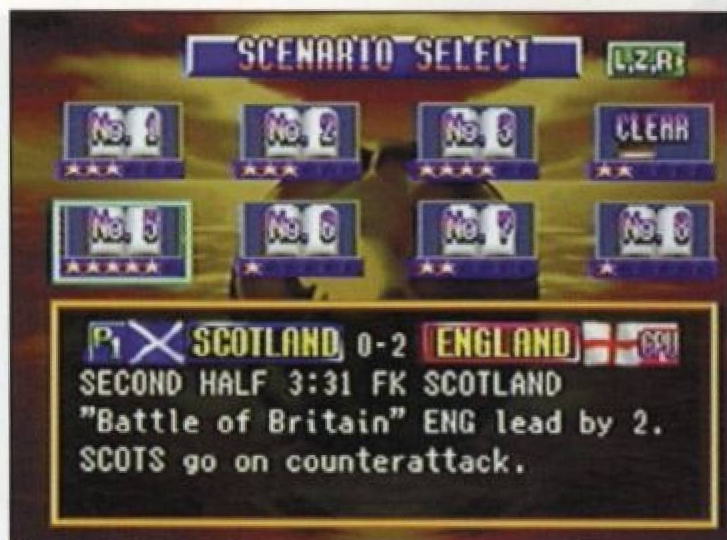 SCENARIO SELECT
L,Z,R
No. 1
No. 2
No. 3
CLEAR
No. 5
No. 6
No. 7
No. 8
P1 SCOTLAND 0-2 ENGLAND CPU
SECOND HALF 3:31 FK SCOTLAND
"Battle of Britain" ENG lead by 2.
SCOTS go on counterattack.